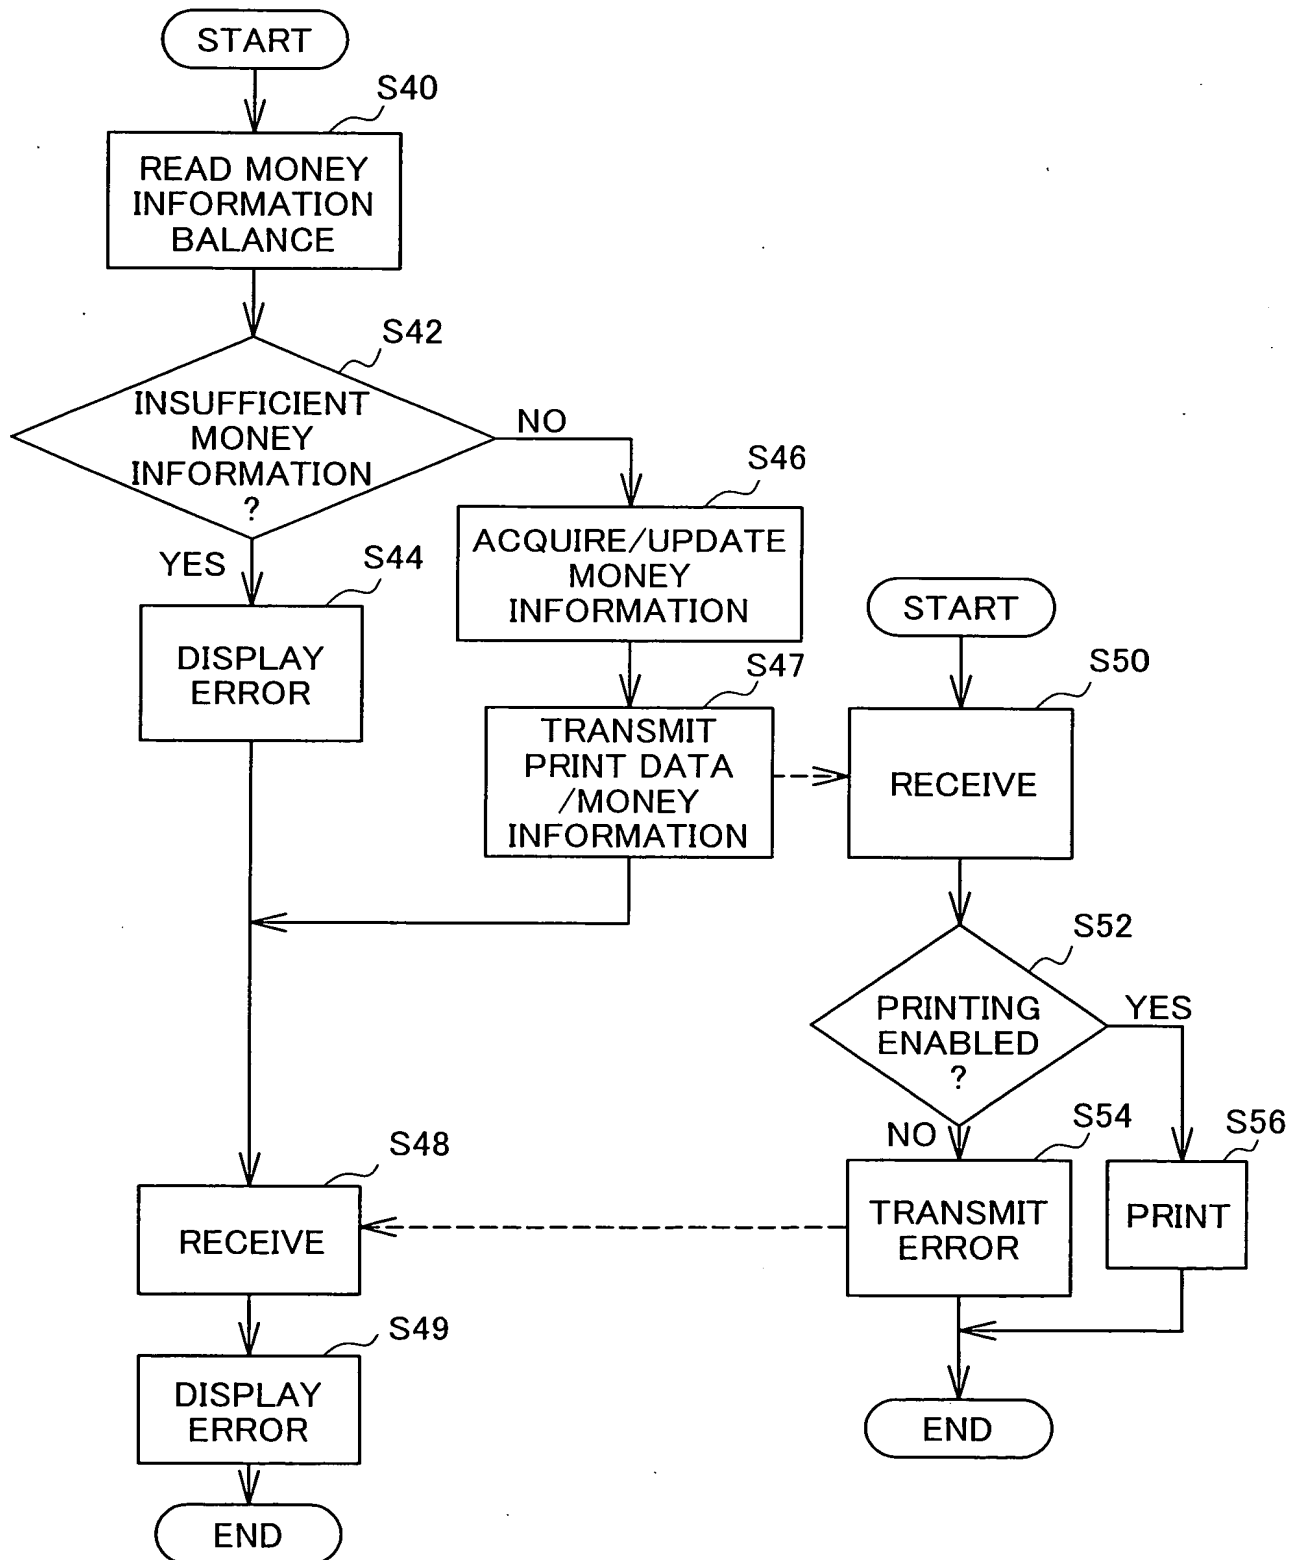 START
S40
READ MONEY
INFORMATION
BALANCE
S42
INSUFFICIENT
MONEY
INFORMATION
?
NO
YES
S44
DISPLAY
ERROR
S46
ACQUIRE/UPDATE
MONEY
INFORMATION
S47
TRANSMIT
PRINT DATA
/MONEY
INFORMATION
START
S50
RECEIVE
S52
PRINTING
ENABLED
?
YES
NO
S54
TRANSMIT
ERROR
S56
PRINT
END
S48
RECEIVE
S49
DISPLAY
ERROR
END